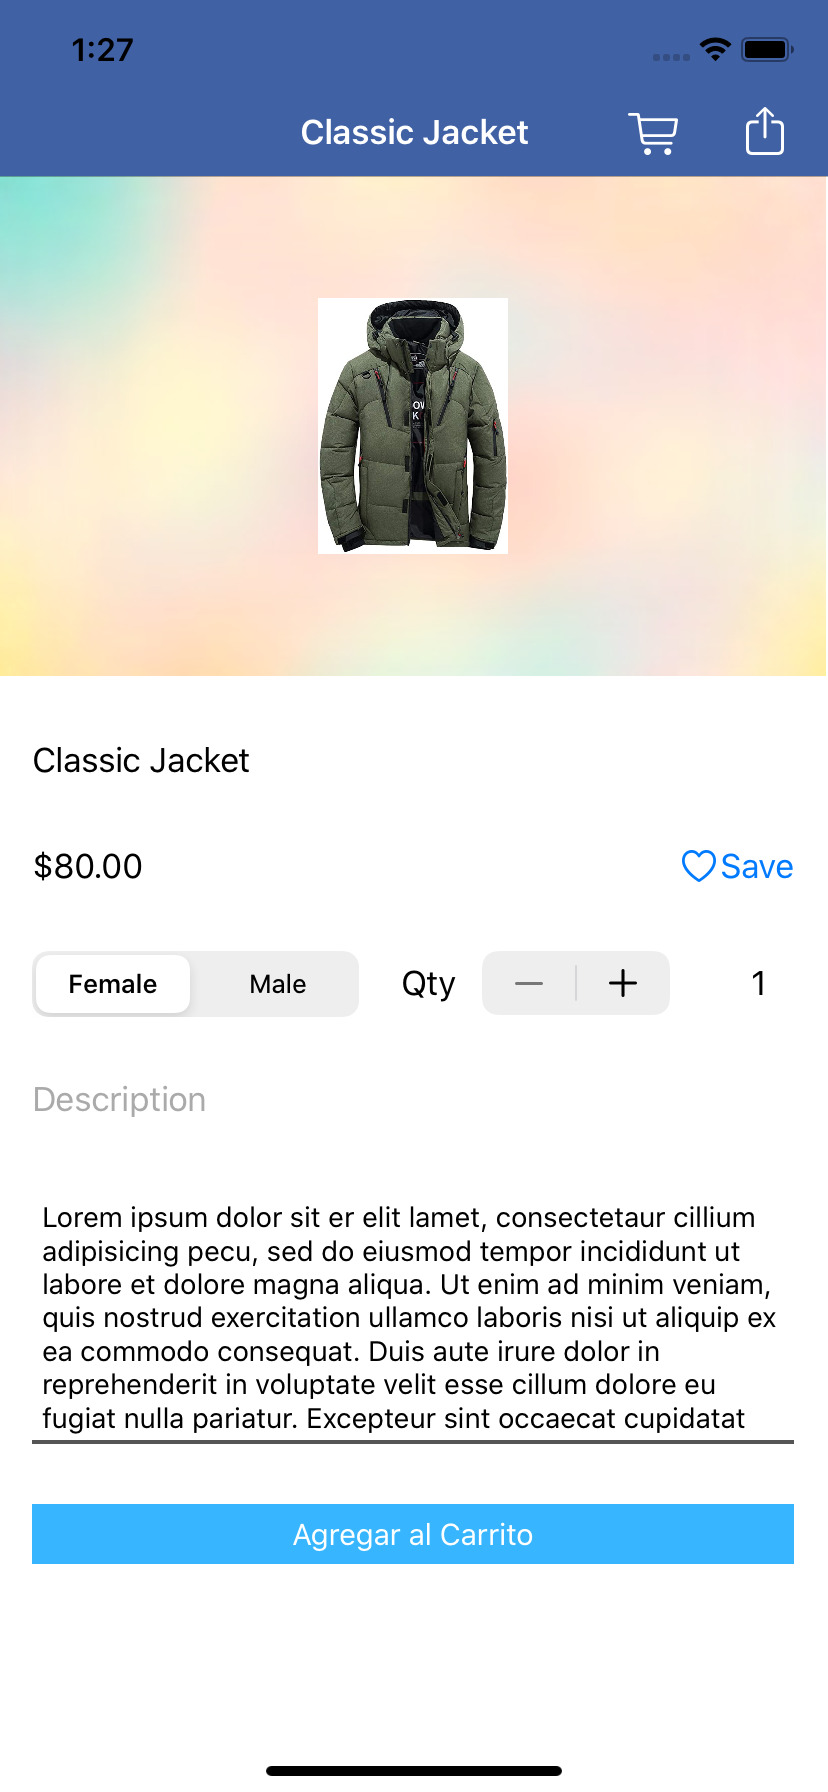 1:27
Classic Jacket
Classic Jacket
$80.00
Save
Female Male Qty 1
Description
Lorem ipsum dolor sit er elit lamet, consectetaur cillium
adipisicing pecu, sed do eiusmod tempor incididunt ut
labore et dolore magna aliqua. Ut enim ad minim veniam,
quis nostrud exercitation ullamco laboris nisi ut aliquip ex
ea commodo consequat. Duis aute irure dolor in
reprehenderit in voluptate velit esse cillum dolore eu
fugiat nulla pariatur. Excepteur sint occaecat cupidatat
Agregar al Carrito